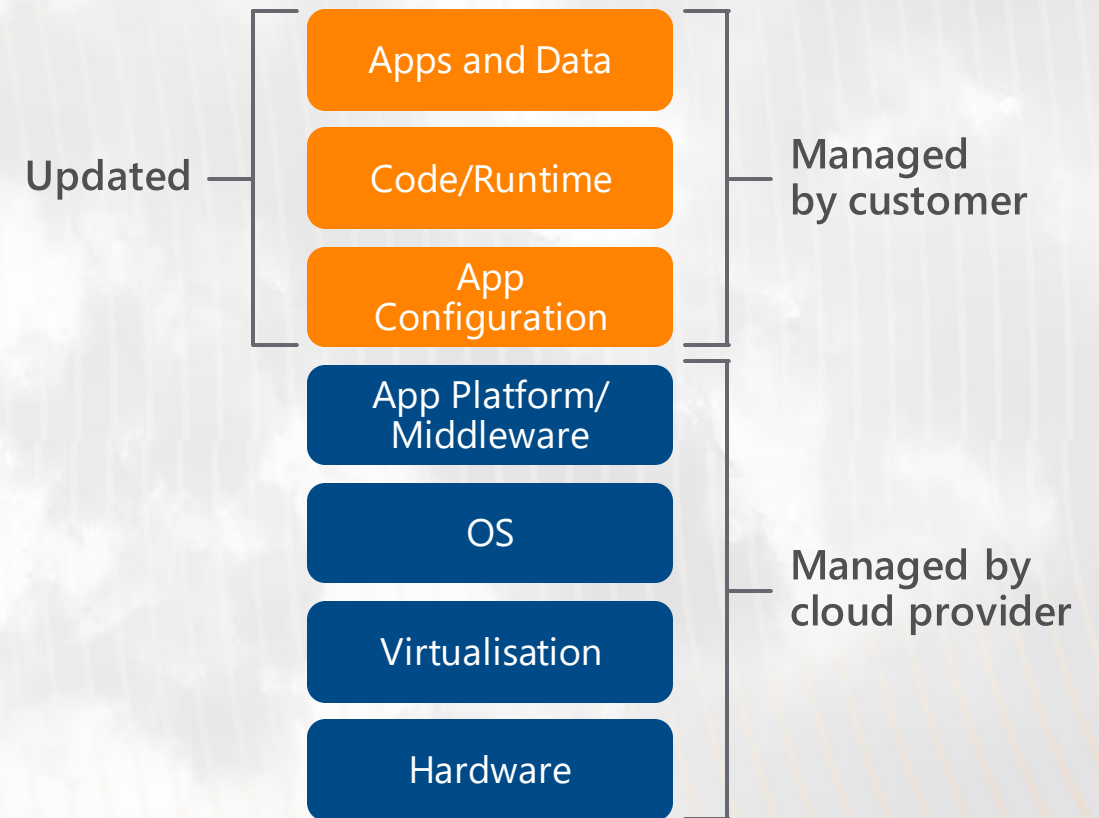 Apps and Data
Updated
Code/Runtime
Managed
by customer
App
Configuration
App Platform/
Middleware
OS
Managed by
cloud provider
Virtualisation
Hardware